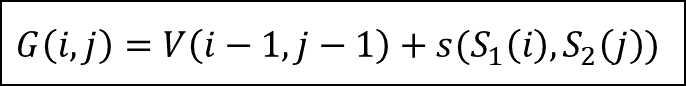 G(i,j) = V(i − 1,j − 1) + s(S₁(i),S₂(j))